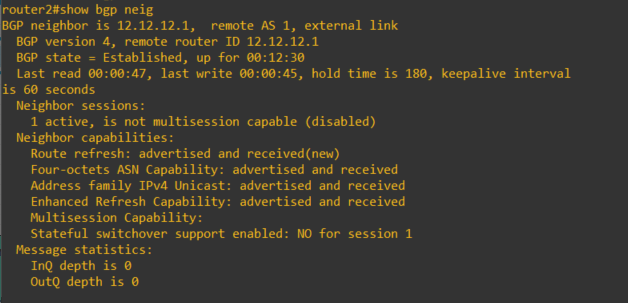 router2#show bgp neig
BGP neighbor is 12.12.12.1,  remote AS 1, external link
  BGP version 4, remote router ID 12.12.12.1
  BGP state = Established, up for 00:12:30
  Last read 00:00:47, last write 00:00:45, hold time is 180, keepalive interval
is 60 seconds
  Neighbor sessions:
    1 active, is not multisession capable (disabled)
  Neighbor capabilities:
    Route refresh: advertised and received(new)
    Four-octets ASN Capability: advertised and received
    Address family IPv4 Unicast: advertised and received
    Enhanced Refresh Capability: advertised and received
    Multisession Capability:
    Stateful switchover support enabled: NO for session 1
  Message statistics:
    InQ depth is 0
    OutQ depth is 0